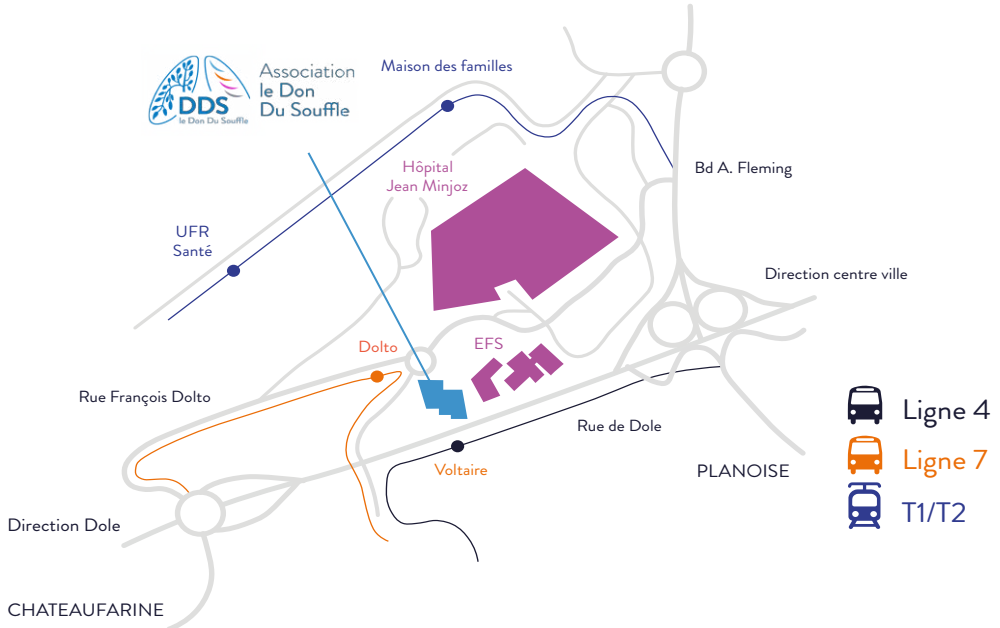 Maison des familles
Association
le Don
Du Souffle
DDS
le Don Du Souffle
Hôpital
Jean Minjoz
Bd A. Fleming
UFR
Santé
Direction centre ville
Dolto
EFS
Rue François Dolto
Rue de Dole
Voltaire
PLANOISE
Ligne 4
Ligne 7
T1/T2
Direction Dole
CHATEAUFARINE